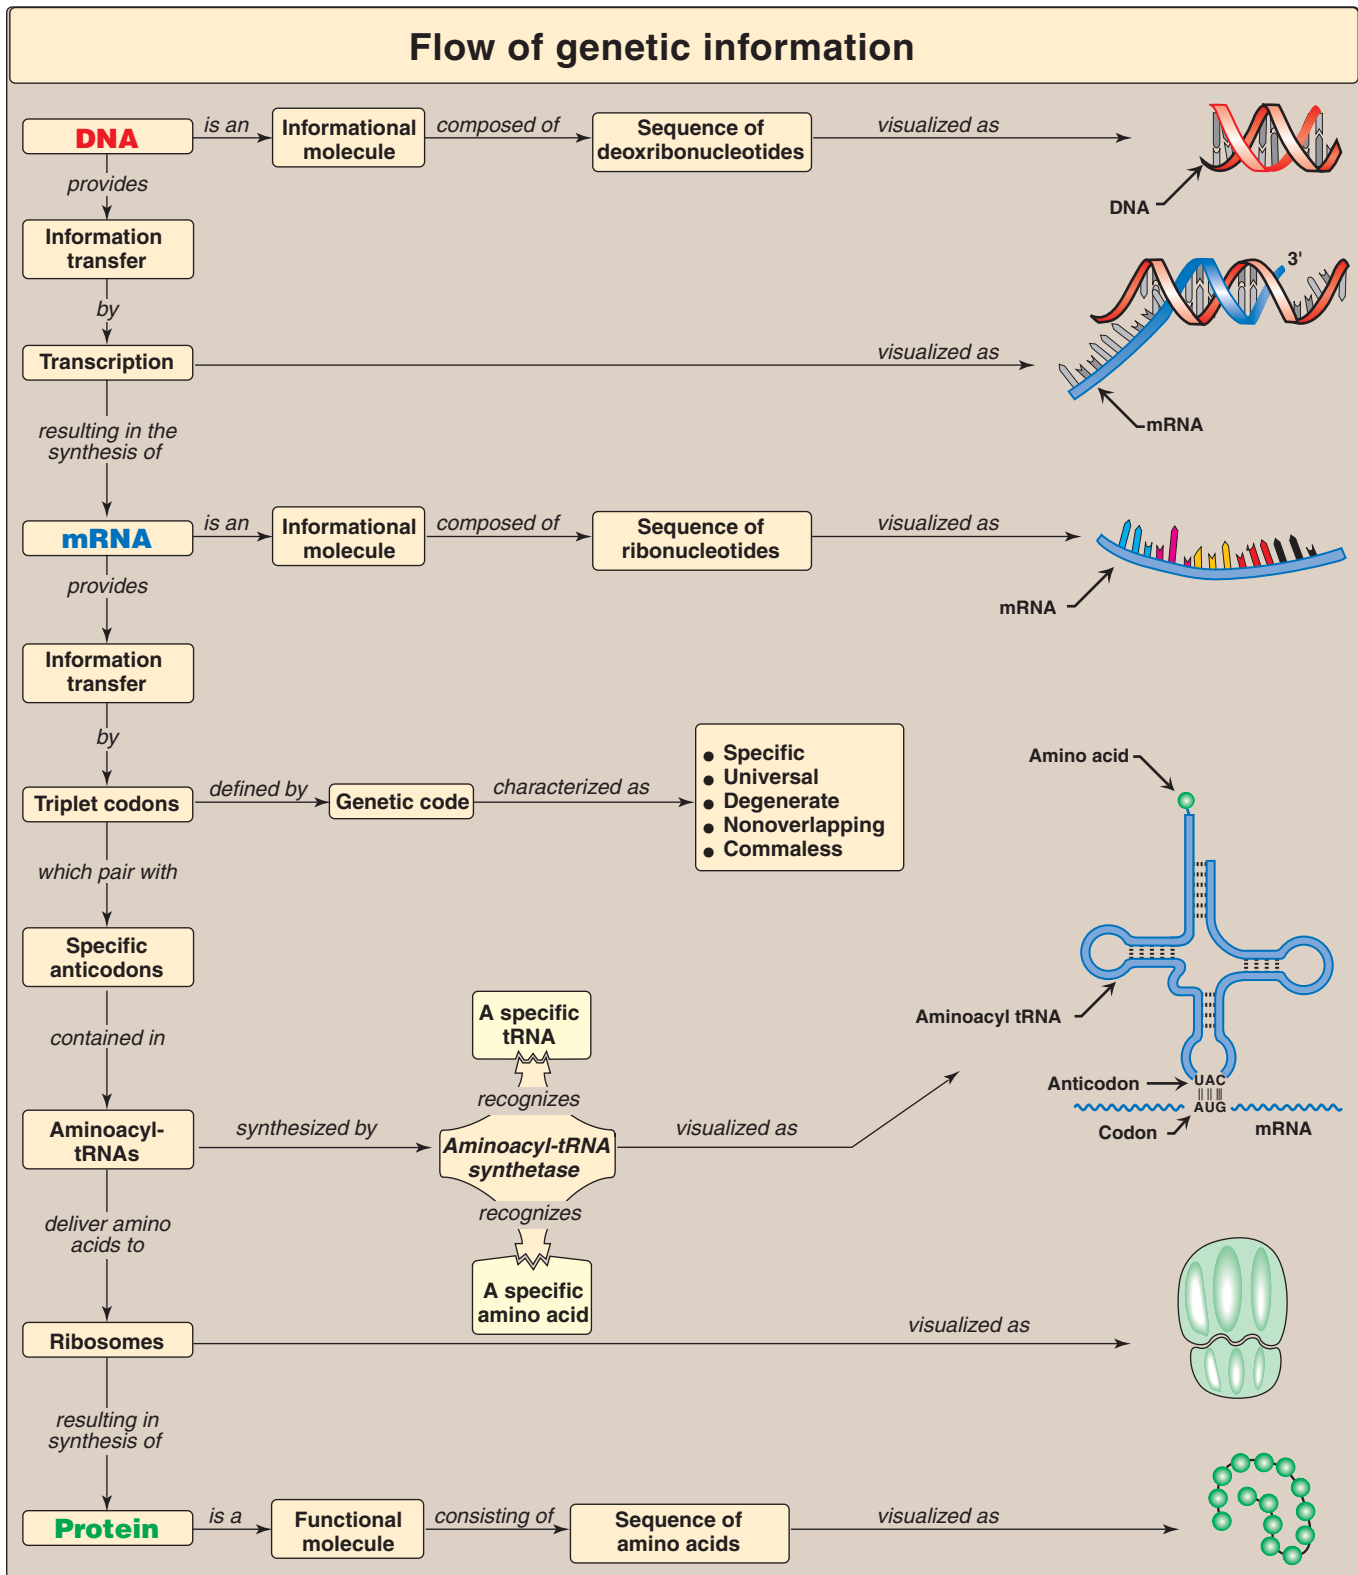 Flow of genetic information
DNA
is an
Informational
molecule
composed of
Sequence of
deoxribonucleotides
visualized as
DNA
provides
Information
transfer
by
3'
Transcription
visualized as
mRNA
resulting in the
synthesis of
mRNA
is an
Informational
molecule
composed of
Sequence of
ribonucleotides
visualized as
mRNA
provides
Information
transfer
by
Triplet codons
defined by
Genetic code
characterized as
● Specific
● Universal
● Degenerate
● Nonoverlapping
● Commaless
Amino acid
which pair with
Specific
anticodons
contained in
A specific
tRNA
recognizes
Aminoacyl tRNA
Anticodon
UAC
AUG
Codon
mRNA
Aminoacyl-
tRNAs
synthesized by
Aminoacyl-tRNA
synthetase
visualized as
recognizes
A specific
amino acid
deliver amino
acids to
Ribosomes
visualized as
resulting in
synthesis of
Protein
is a
Functional
molecule
consisting of
Sequence of
amino acids
visualized as